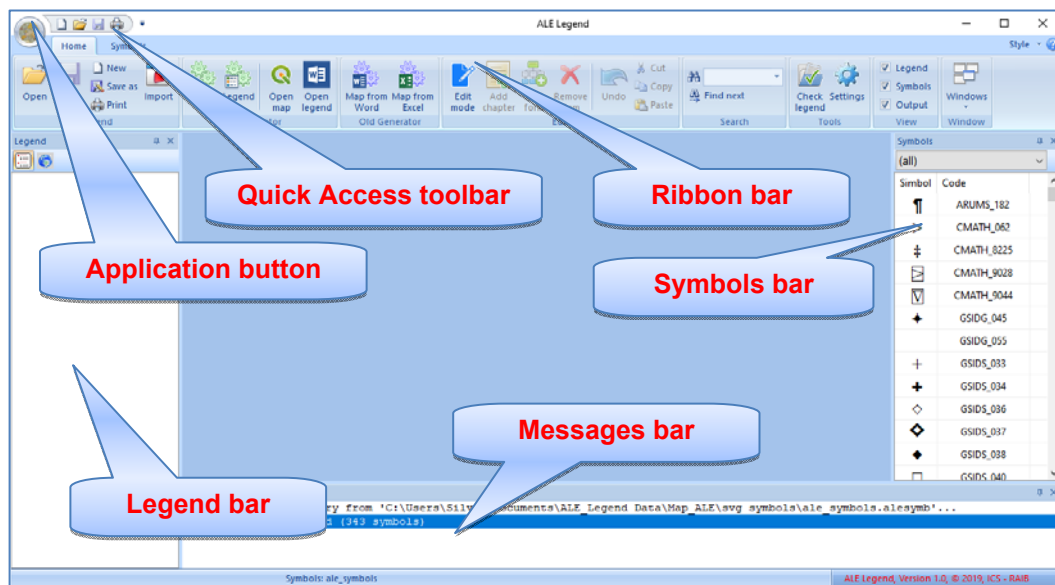 ALE Legend
Home Symbols
Style
Open
New
Save as
Print
Import
Legend
Open map
Open legend
Map from Word
Map from Excel
Old Generator
Edit mode
Add chapter
Remove
Undo
Cut
Copy
Paste
Find next
Search
Check legend
Settings
Tools
Legend
Symbols
Output
View
Windows
Window
Legend
Symbols
(all)
Simbol Code
ARUMS_182
CMATH_062
CMATH_8225
CMATH_9028
CMATH_9044
GSIDG_045
GSIDG_055
GSIDS_033
GSIDS_034
GSIDS_036
GSIDS_037
GSIDS_038
GSIDS_040
Quick Access toolbar
Ribbon bar
Application button
Symbols bar
Messages bar
Legend bar
from 'C:\Users\ \ALE_Legend Data\Map_ALE\svg symbols\ale_symbols.alesymb'...
(343 symbols)
Symbols: ale_symbols
ALE Legend, Version 1.0, © 2019, ICS - RAIB